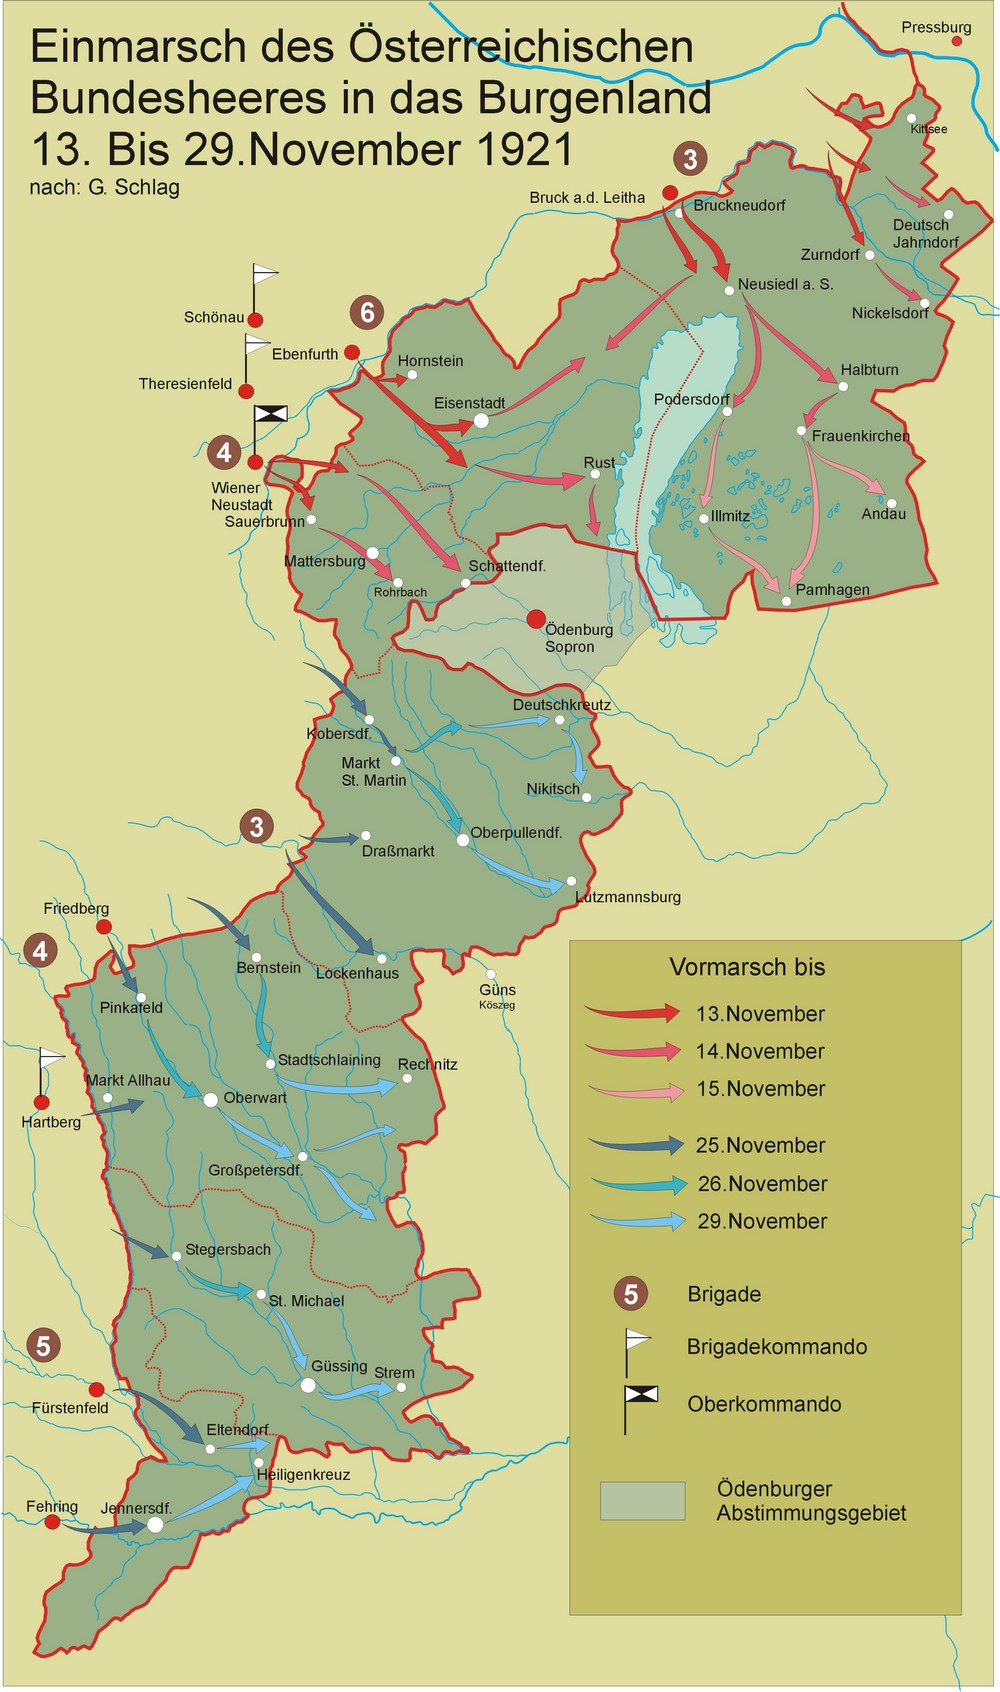 Einmarsch des Österreichischen
Bundesheeres in das Burgenland
13. Bis 29.November 1921
nach: G. Schlag
Pressburg
Kittsee
3
Bruck a.d. Leitha
Bruckneudorf
Deutsch
Jahrndorf
Zurndorf
Neusiedl a. S.
Nickelsdorf
Schönau
6
Ebenfurth
Hornstein
Theresienfeld
Halbturn
Eisenstadt
Podersdorf
Frauenkirchen
4
Wiener
Neustadt
Rust
Sauerbrunn
Illmitz
Andau
Mattersburg
Schattendf.
Rohrbach
Pamhagen
Ödenburg
Sopron
Deutschkreutz
Kobersdf.
Markt
St. Martin
Nikitsch
3
Oberpullendf.
Draßmarkt
Lutzmannsburg
Friedberg
4
Bernstein
Lockenhaus
Güns
Köszeg
Pinkafeld
Stadtschlaining
Rechnitz
Markt Allhau
Oberwart
Hartberg
Großpetersdf.
Stegersbach
St. Michael
5
Güssing
Strem
Fürstenfeld
Eltendorf
Heiligenkreuz
Fehring
Jennersdf.
Vormarsch bis
13.November
14.November
15.November
25.November
26.November
29.November
5
Brigade
Brigadekommando
Oberkommando
Ödenburger
Abstimmungsgebiet